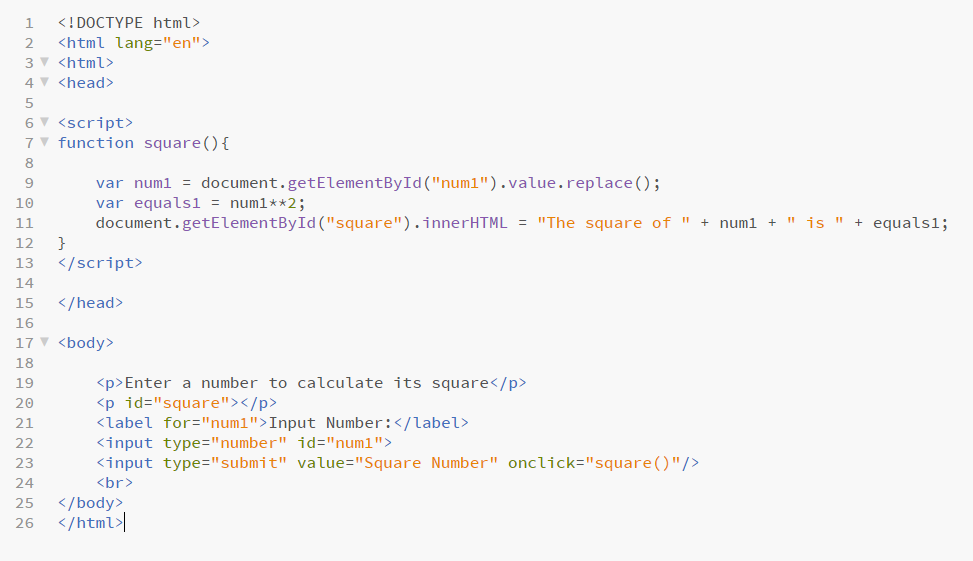 1 <!DOCTYPE html>
2 <html lang="en">
3 <html>
4 <head>
5
6 <script>
7 function square(){
8
9     var num1 = document.getElementById("num1").value.replace();
10     var equals1 = num1**2;
11     document.getElementById("square").innerHTML = "The square of " + num1 + " is " + equals1;
12 }
13 </script>
14
15 </head>
16
17 <body>
18
19     <p>Enter a number to calculate its square</p>
20     <p id="square"></p>
21     <label for="num1">Input Number:</label>
22     <input type="number" id="num1">
23     <input type="submit" value="Square Number" onclick="square()"/>
24     <br>
25 </body>
26 </html>